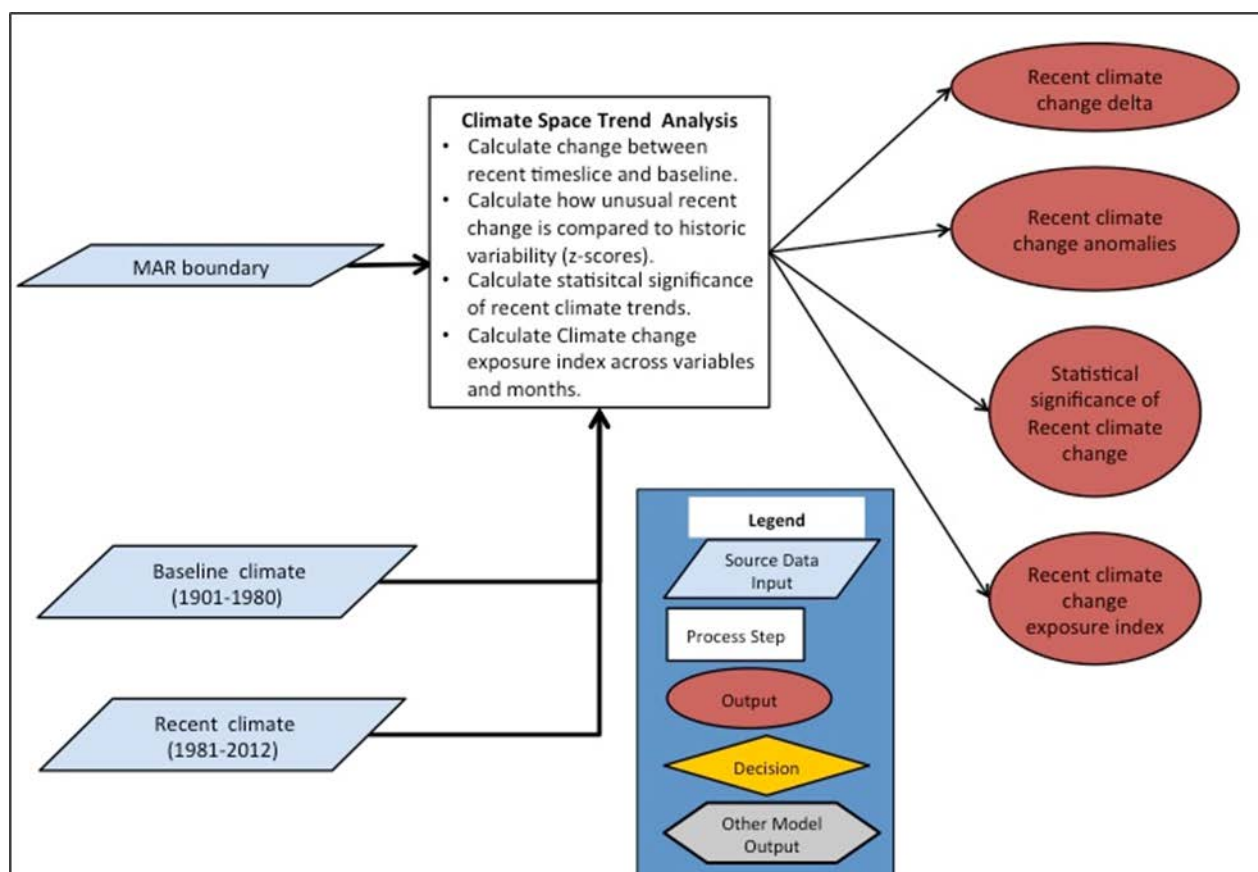 MAR boundary
Baseline climate
(1901-1980)
Recent climate
(1981-2012)
Climate Space Trend Analysis
• Calculate change between
recent timeslice and baseline.
• Calculate how unusual recent
change is compared to historic
variability (z-scores).
• Calculate statisitcal significance
of recent climate trends.
• Calculate Climate change
exposure index across variables
and months.
Recent climate
change delta
Recent climate
change anomalies
Statistical
significance of
Recent climate
change
Recent climate
change
exposure index
Legend
Source Data
Input
Process Step
Output
Decision
Other Model
Output